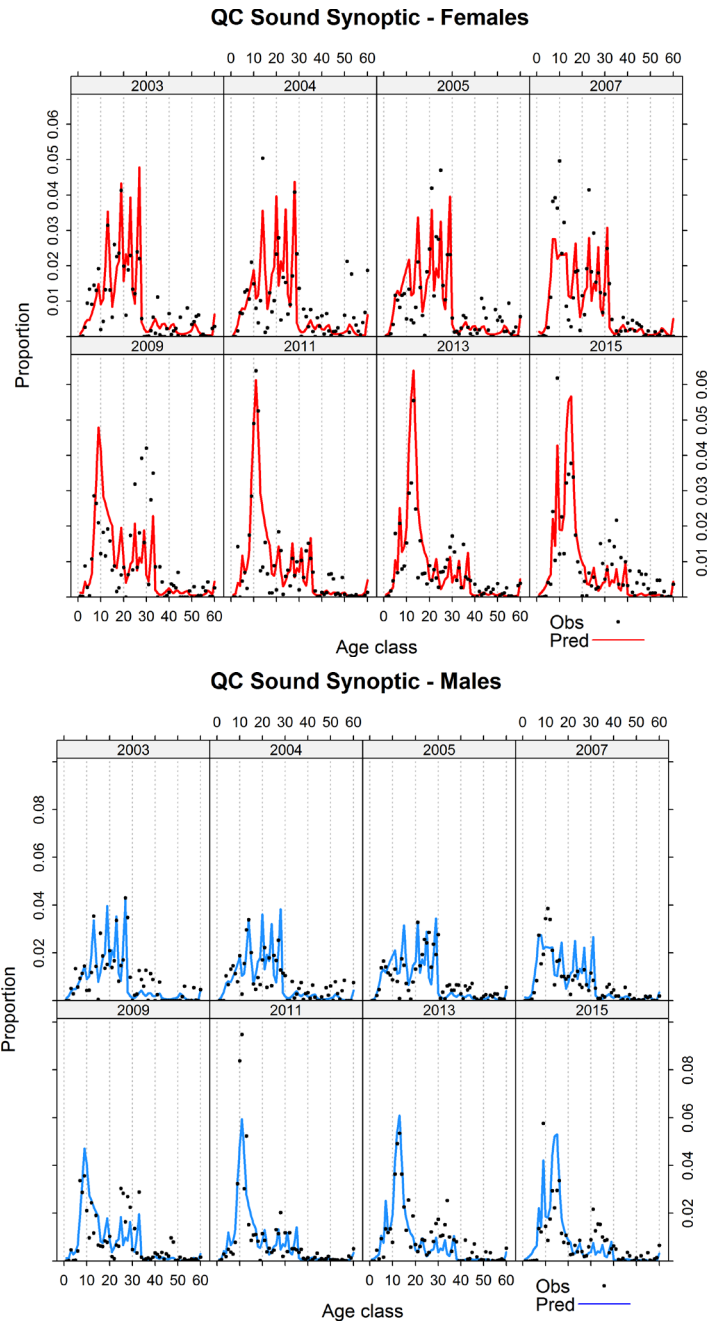 QC Sound Synoptic - Females
0 10 20 30 40 50 60 0 10 20 30 40 50 60
2003 2004 2005 2007
0.01 0.02 0.03 0.04 0.05 0.06
2009 2011 2013 2015
0.01 0.02 0.03 0.04 0.05 0.06
Proportion
0 10 20 30 40 50 60 0 10 20 30 40 50 60
Age class
Obs
Pred
QC Sound Synoptic - Males
0 10 20 30 40 50 60 0 10 20 30 40 50 60
2003 2004 2005 2007
0.02 0.04 0.06 0.08
2009 2011 2013 2015
0.02 0.04 0.06 0.08
Proportion
0 10 20 30 40 50 60 0 10 20 30 40 50 60
Age class
Obs
Pred